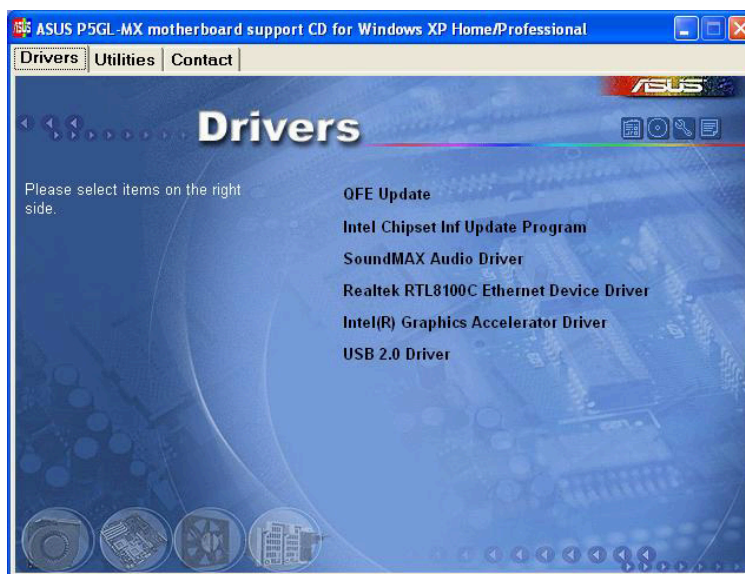 ASUS P5GL-MX motherboard support CD for Windows XP Home/Professional
Drivers Utilities Contact
ASUS
Drivers
Please select items on the right
side.
QFE Update
Intel Chipset Inf Update Program
SoundMAX Audio Driver
Realtek RTL8100C Ethernet Device Driver
Intel(R) Graphics Accelerator Driver
USB 2.0 Driver